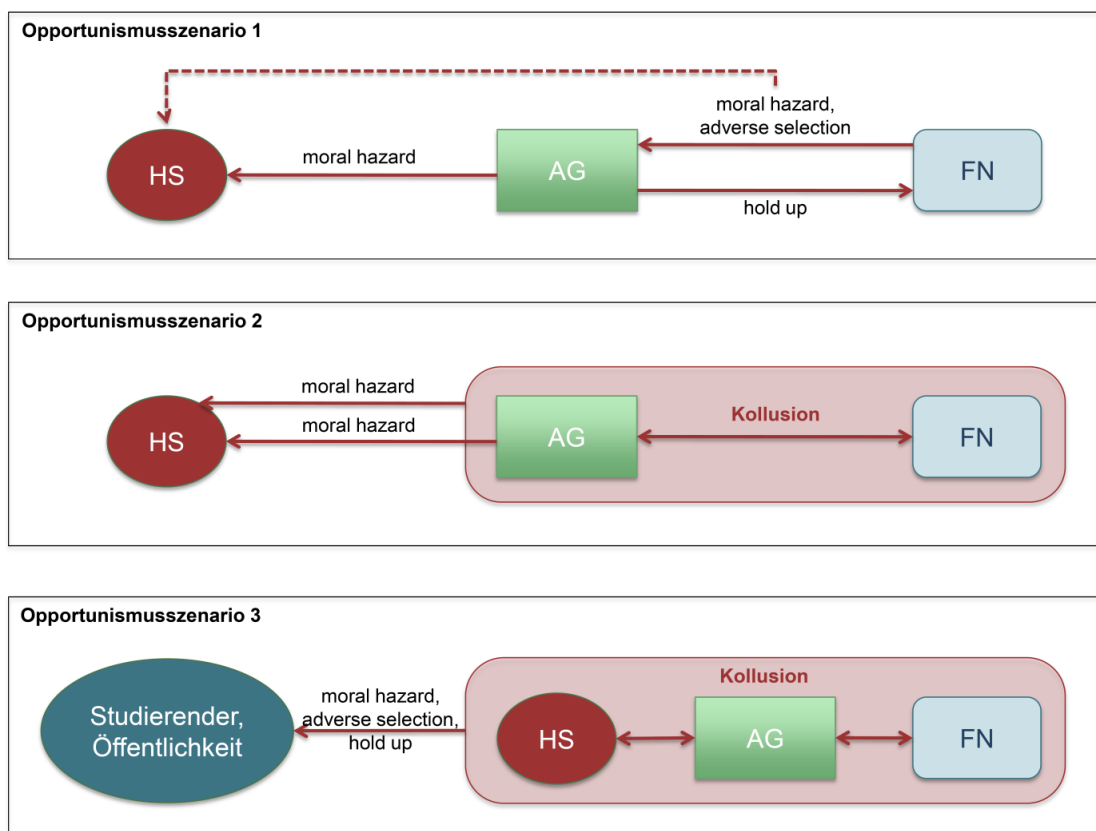 Opportunismusszenario 1
moral hazard,
adverse selection
moral hazard
HS
AG
FN
hold up
Opportunismusszenario 2
moral hazard
moral hazard
HS
AG
Kollusion
FN
Opportunismusszenario 3
Kollusion
Studierender,
Öffentlichkeit
moral hazard,
adverse selection,
hold up
HS
AG
FN